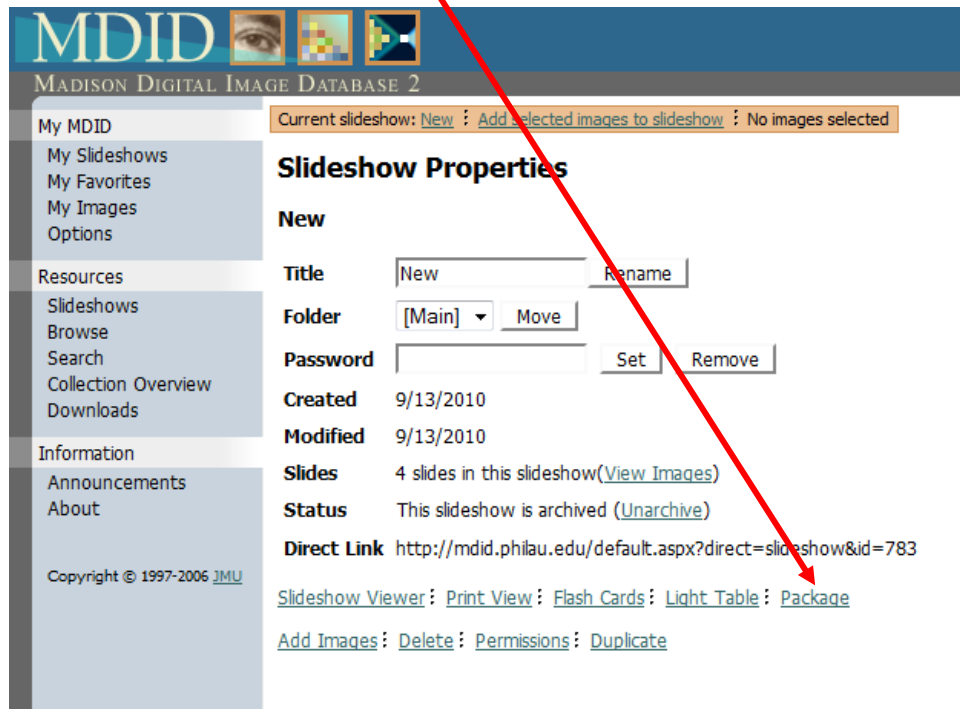 MDID
MADISON DIGITAL IMAGE DATABASE 2
Current slideshow: New ⋮ Add selected images to slideshow ⋮ No images selected
My MDID
My Slideshows
My Favorites
My Images
Options
Resources
Slideshows
Browse
Search
Collection Overview
Downloads
Information
Announcements
About
Copyright © 1997-2006 JMU
Slideshow Properties
New
Title New Rename
Folder [Main] Move
Password Set Remove
Created 9/13/2010
Modified 9/13/2010
Slides 4 slides in this slideshow(View Images)
Status This slideshow is archived (Unarchive)
Direct Link http://mdid.philau.edu/default.aspx?direct=slideshow&id=783
Slideshow Viewer ⋮ Print View ⋮ Flash Cards ⋮ Light Table ⋮ Package
Add Images ⋮ Delete ⋮ Permissions ⋮ Duplicate